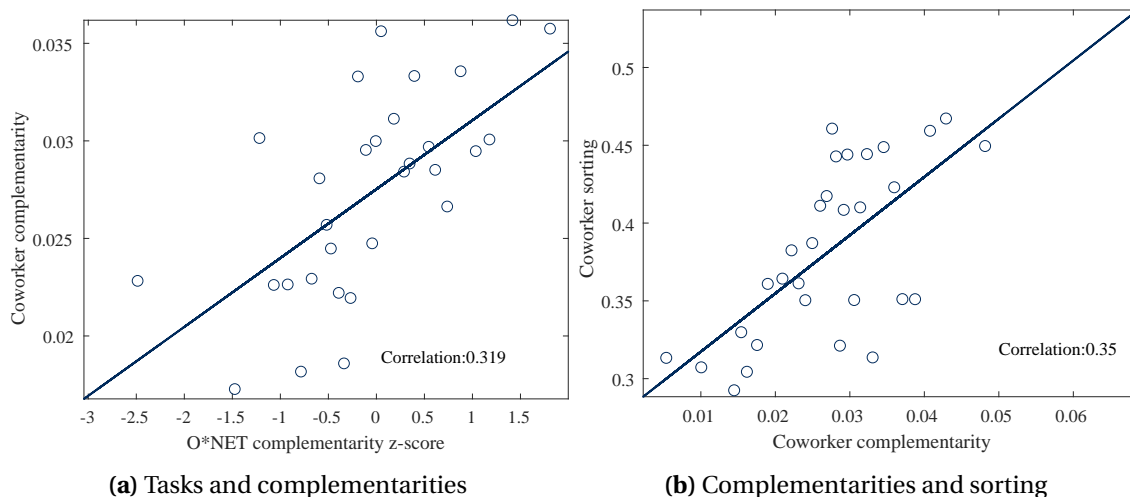 0.035
0.03
0.025
0.02
Coworker complementarity
Correlation:0.319
-3 -2.5 -2 -1.5 -1 -0.5 0 0.5 1 1.5
O*NET complementarity z-score
(a) Tasks and complementarities
0.5
0.45
0.4
0.35
0.3
Coworker sorting
Correlation:0.35
0.01 0.02 0.03 0.04 0.05 0.06
Coworker complementarity
(b) Complementarities and sorting